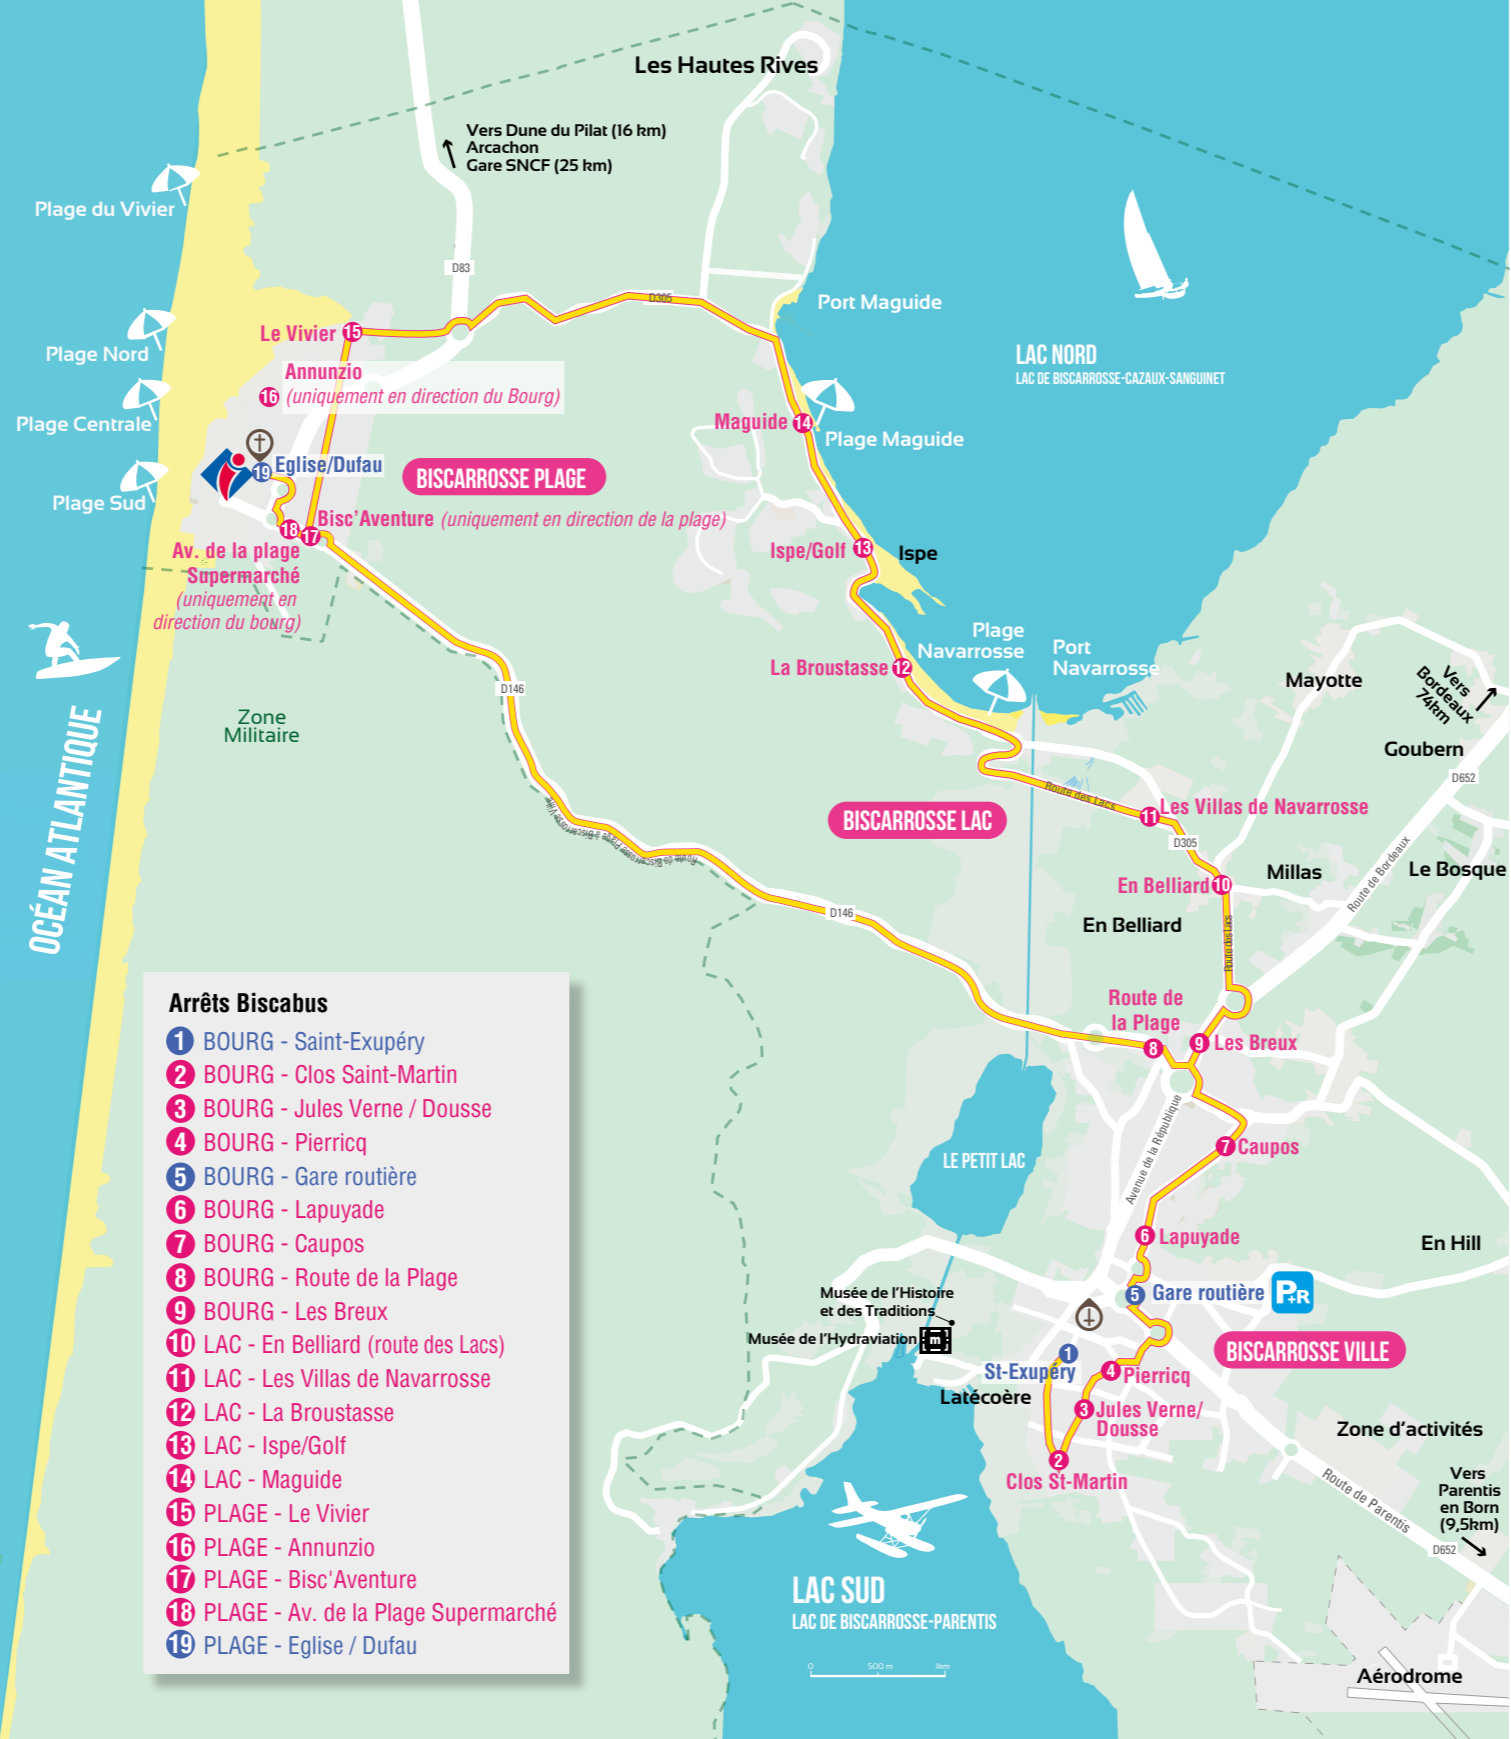 Les Hautes Rives
Vers Dune du Pilat (16 km)
Arcachon
Gare SNCF (25 km)
Plage du Vivier
D83
D305
Port Maguide
Le Vivier 15
Plage Nord
LAC NORD
LAC DE BISCARROSSE-CAZAUX-SANGUINET
Annunzio
16 (uniquement en direction du Bourg)
Plage Centrale
Maguide 14
Plage Maguide
19 Eglise/Dufau
BISCARROSSE PLAGE
Plage Sud
18
17
Bisc'Aventure (uniquement en direction de la plage)
Av. de la plage
Supermarché
(uniquement en
direction du bourg)
Ispe/Golf 13
Ispe
Plage
Navarrosse
Port
Navarrosse
La Broustasse 12
D146
Zone
Militaire
Mayotte
Vers
Bordeaux
74km
Goubern
D652
OCÉAN ATLANTIQUE
Route de Biscarrosse Plage à Biscarrosse Ville
Route des Lacs
11 Les Villas de Navarrosse
BISCARROSSE LAC
D305
Route de Bordeaux
Millas
Le Bosque
En Belliard 10
D146
En Belliard
Route des Lacs
Route de
la Plage
8
9 Les Breux
Avenue de la République
7 Caupos
LE PETIT LAC
6 Lapuyade
En Hill
Musée de l'Histoire
et des Traditions
Musée de l'Hydraviation
m
5 Gare routière
P+R
BISCARROSSE VILLE
1
St-Exupéry
4 Pierricq
Latécoère
3 Jules Verne/
Dousse
2
Clos St-Martin
Zone d'activités
Route de Parentis
Vers
Parentis
en Born
(9,5km)
D652
LAC SUD
LAC DE BISCARROSSE-PARENTIS
0 500 m 1km
Aérodrome
Arrêts Biscabus
1 BOURG - Saint-Exupéry
2 BOURG - Clos Saint-Martin
3 BOURG - Jules Verne / Dousse
4 BOURG - Pierricq
5 BOURG - Gare routière
6 BOURG - Lapuyade
7 BOURG - Caupos
8 BOURG - Route de la Plage
9 BOURG - Les Breux
10 LAC - En Belliard (route des Lacs)
11 LAC - Les Villas de Navarrosse
12 LAC - La Broustasse
13 LAC - Ispe/Golf
14 LAC - Maguide
15 PLAGE - Le Vivier
16 PLAGE - Annunzio
17 PLAGE - Bisc'Aventure
18 PLAGE - Av. de la Plage Supermarché
19 PLAGE - Eglise / Dufau